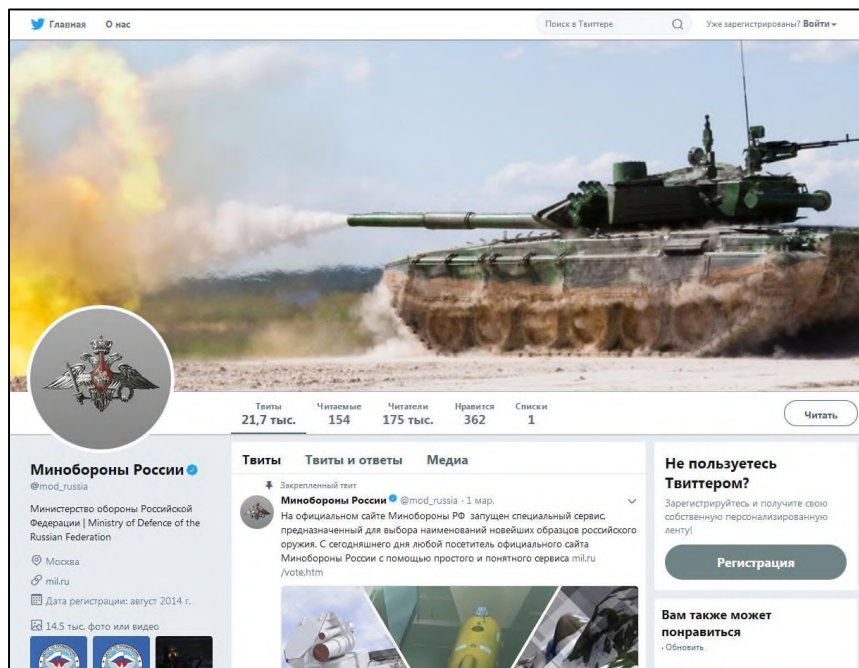 Главная О нас
Поиск в Твиттере
Уже зарегистрированы? Войти
Твиты Читаемые Читатели Нравится Списки
21,7 тыс. 154 175 тыс. 362 1
Читать
Минобороны России
@mod_russia
Министерство обороны Российской
Федерации | Ministry of Defence of the
Russian Federation
Москва
mil.ru
Дата регистрации: август 2014 г.
14,5 тыс. фото или видео
Твиты Твиты и ответы Медиа
Закрепленный твит
Минобороны России @mod_russia · 1 мар.
На официальном сайте Минобороны РФ запущен специальный сервис,
предназначенный для выбора наименований новейших образцов российского
оружия. С сегодняшнего дня любой посетитель официального сайта
Минобороны России с помощью простого и понятного сервиса mil.ru
/vote.htm
Не пользуетесь
Твиттером?
Зарегистрируйтесь и получите свою
собственную персонализированную
ленту!
Регистрация
Вам также может
понравиться
· Обновить